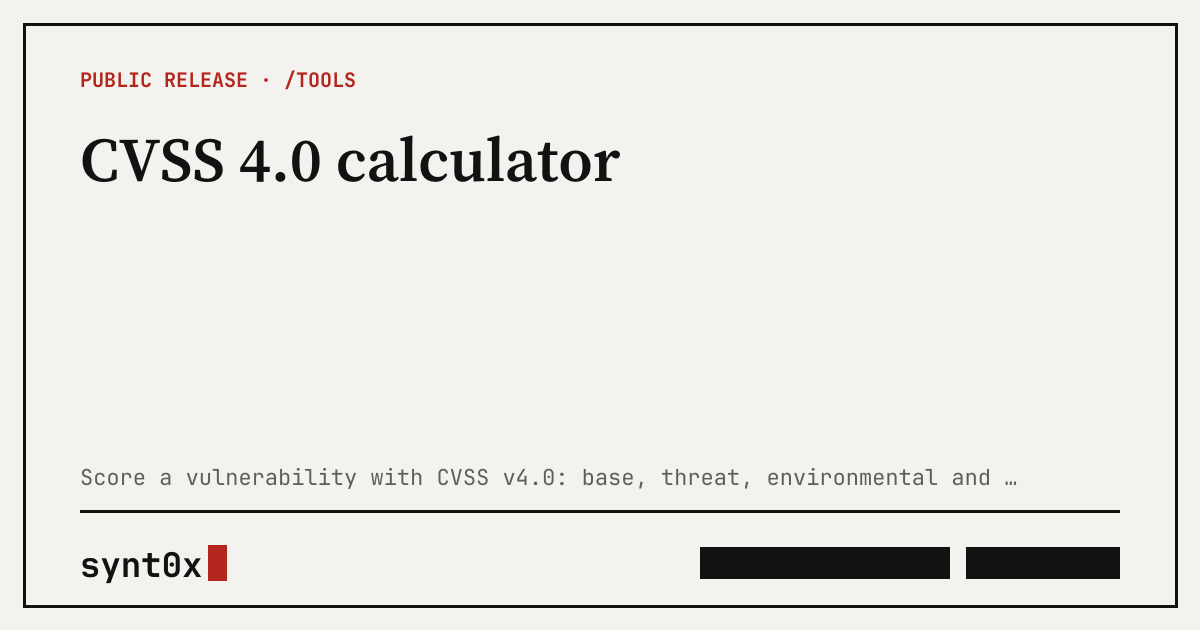 PUBLIC RELEASE · /TOOLS
CVSS 4.0 calculator
Score a vulnerability with CVSS v4.0: base, threat, environmental and …
synt0x